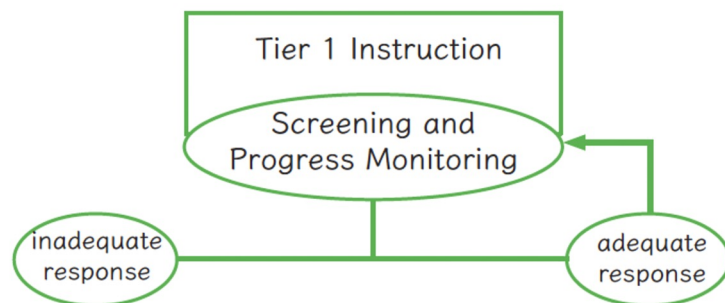 Tier 1 Instruction
Screening and
Progress Monitoring
inadequate
response
adequate
response